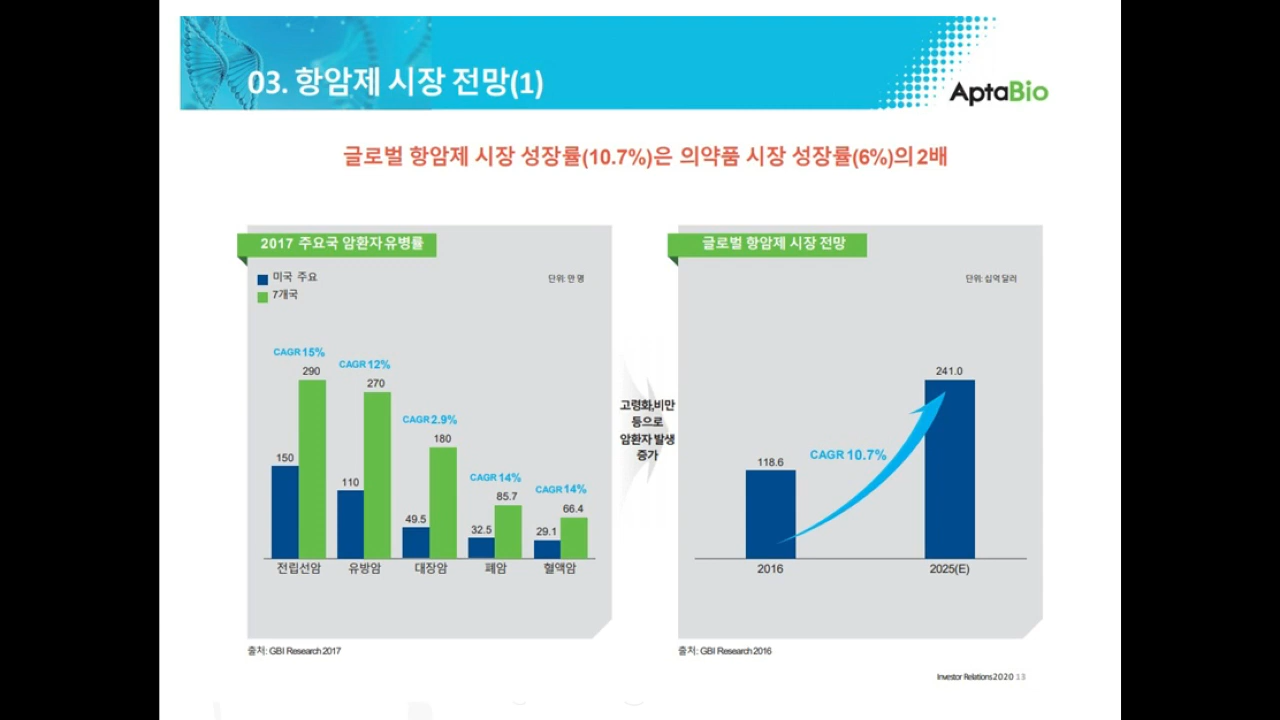 03. 항암제 시장 전망(1)
AptaBio
글로벌 항암제 시장 성장률(10.7%)은 의약품 시장 성장률(6%)의 2배
2017 주요국 암환자 유병률
미국 주요
7개국
단위: 만 명
CAGR 15%
290
150
CAGR 12%
270
110
CAGR 2.9%
180
49.5
CAGR 14%
85.7
32.5
CAGR 14%
66.4
29.1
전립선암
유방암
대장암
폐암
혈액암
출처: GBI Research 2017
고령화,비만
등으로
암환자 발생
증가
글로벌 항암제 시장 전망
단위: 십억 달러
118.6
CAGR 10.7%
241.0
2016
2025(E)
출처: GBI Research 2016
Investor Relations 2020 13